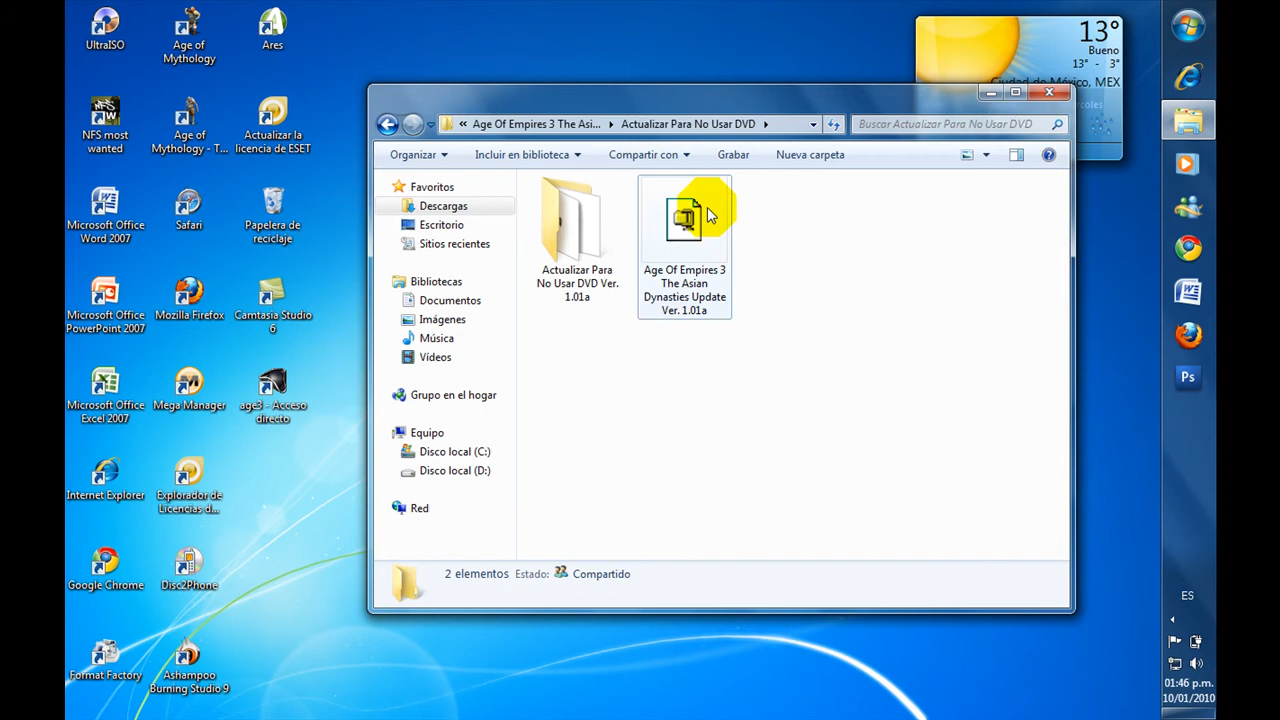 UltraISO
Age of
Mythology
Ares
NFS most
wanted
Age of
Mythology - T...
Actualizar la
licencia de ESET
Microsoft Office
Word 2007
Safari
Papelera de
reciclaje
Microsoft Office
PowerPoint 2007
Mozilla Firefox
Camtasia Studio
6
Microsoft Office
Excel 2007
Mega Manager
age3 - Acceso
directo
Internet Explorer
Explorador de
Licencias d...
Google Chrome
Disc2Phone
Format Factory
Ashampoo
Burning Studio 9
13°
Bueno
13° - 3°
Ciudad de México, MEX
« Age Of Empires 3 The Asi... Actualizar Para No Usar DVD
Buscar Actualizar Para No Usar DVD
Organizar
Incluir en biblioteca
Compartir con
Grabar
Nueva carpeta
Favoritos
Descargas
Escritorio
Sitios recientes
Bibliotecas
Documentos
Imágenes
Música
Vídeos
Grupo en el hogar
Equipo
Disco local (C:)
Disco local (D:)
Red
Actualizar Para
No Usar DVD Ver.
1.01a
Age Of Empires 3
The Asian
Dynasties Update
Ver. 1.01a
2 elementos Estado: Compartido
Ps
ES
01:46 p.m.
10/01/2010